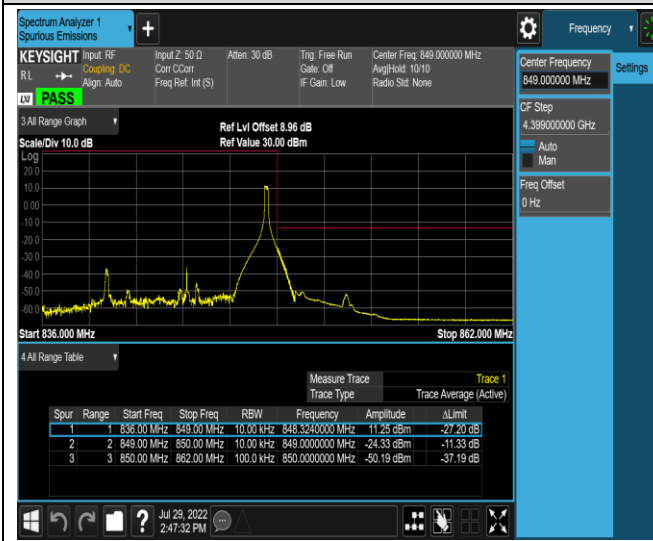 Spectrum Analyzer 1
Spurious Emissions
Frequency
KEYSIGHT
Input: RF
Coupling: DC
Align: Auto
Input Z: 50 Ω
Corr CCorr
Freq Ref: Int (S)
Atten: 30 dB
Trig: Free Run
Gate: Off
IF Gain: Low
Center Freq: 849.000000 MHz
Avg|Hold: 10/10
Radio Std: None
RL
LXI
PASS
Center Frequency
849.000000 MHz
Settings
CF Step
4.399000000 GHz
Auto
Man
Freq Offset
0 Hz
3 All Range Graph
Ref Lvl Offset 8.96 dB
Scale/Div 10.0 dB
Ref Value 30.00 dBm
Log
20.0
10.0
0.00
-10.0
-20.0
-30.0
-40.0
-50.0
-60.0
Start 836.000 MHz
Stop 862.000 MHz
4 All Range Table
Measure Trace Trace 1
Trace Type Trace Average (Active)
Spur Range Start Freq Stop Freq RBW Frequency Amplitude ΔLimit
1 1 836.00 MHz 849.00 MHz 10.00 kHz 848.3240000 MHz 11.25 dBm -27.20 dB
2 2 849.00 MHz 850.00 MHz 10.00 kHz 849.0000000 MHz -24.33 dBm -11.33 dB
3 3 850.00 MHz 862.00 MHz 100.0 kHz 850.0000000 MHz -50.19 dBm -37.19 dB
Jul 29, 2022
2:47:32 PM